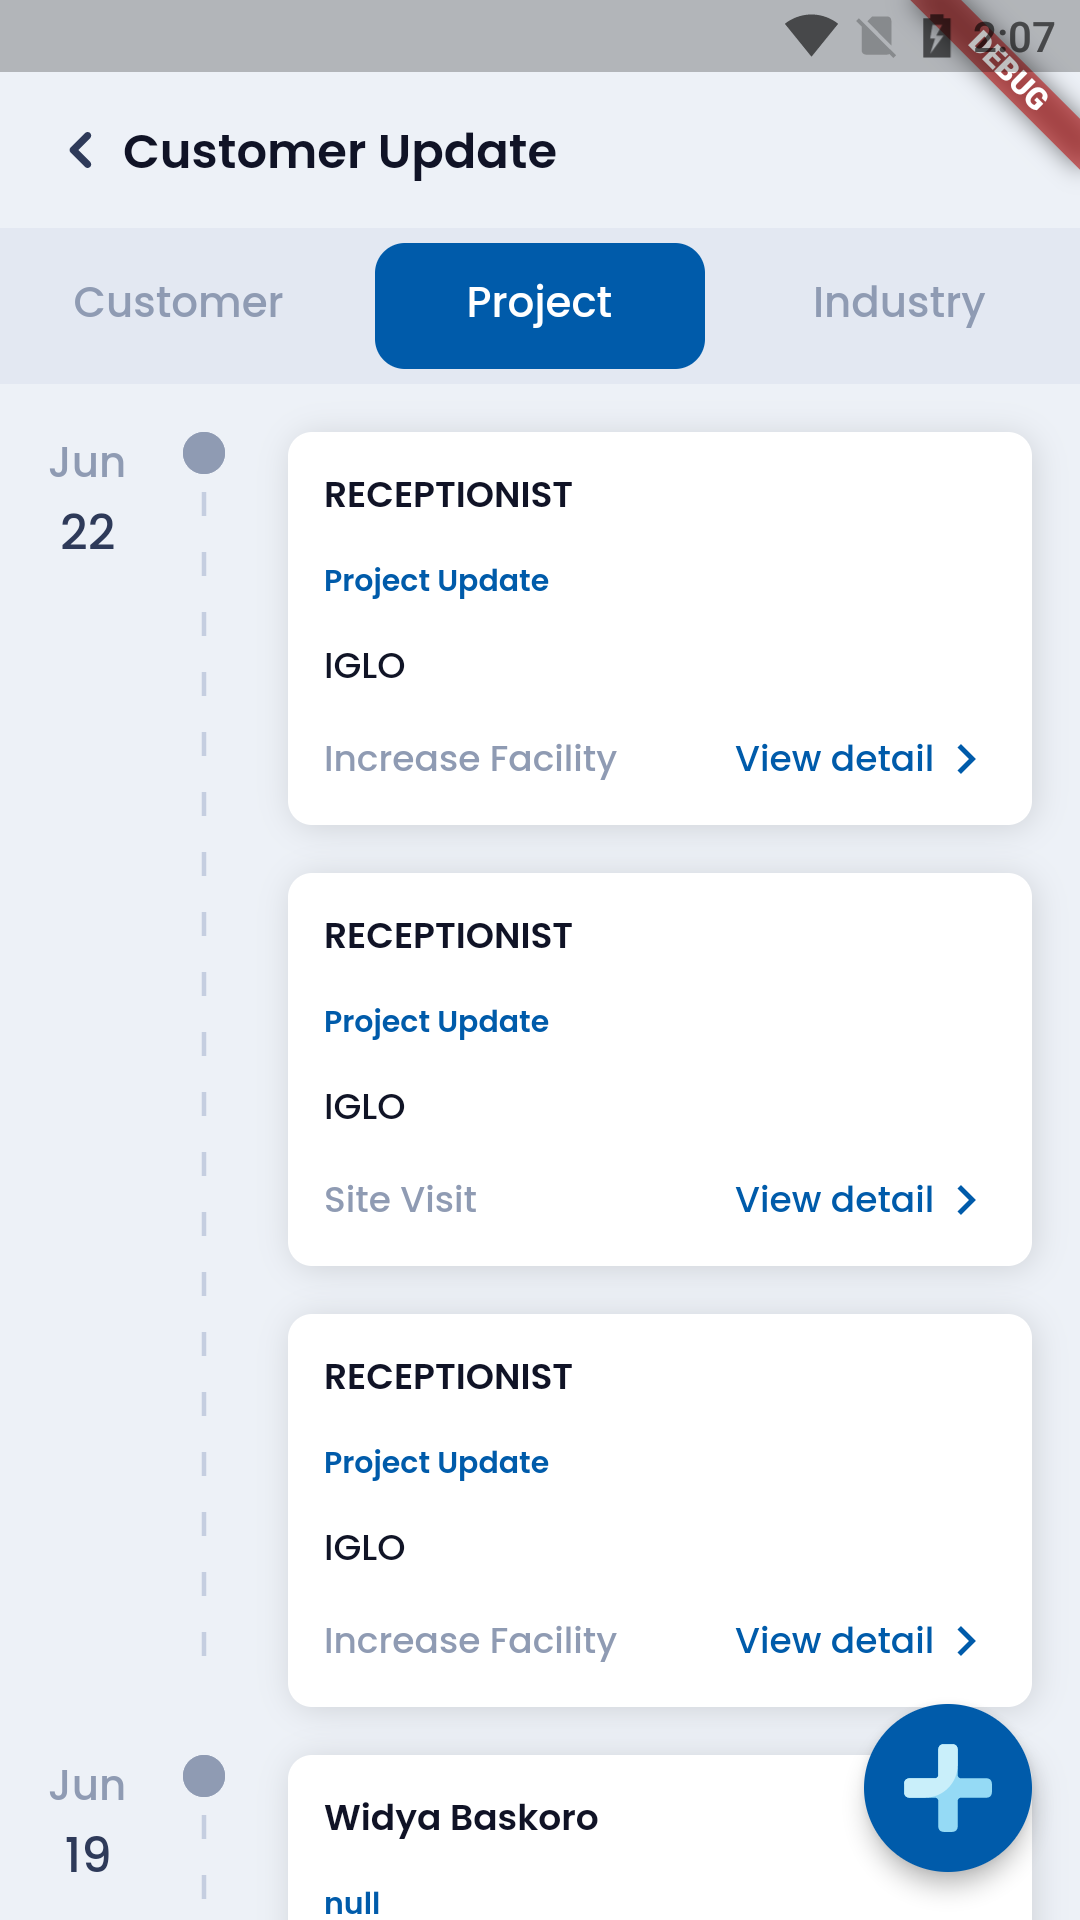 2:07
DEBUG
Customer Update
Customer Project Industry
Jun
22
RECEPTIONIST
Project Update
IGLO
Increase Facility View detail
RECEPTIONIST
Project Update
IGLO
Site Visit View detail
RECEPTIONIST
Project Update
IGLO
Increase Facility View detail
Jun
19
Widya Baskoro
null